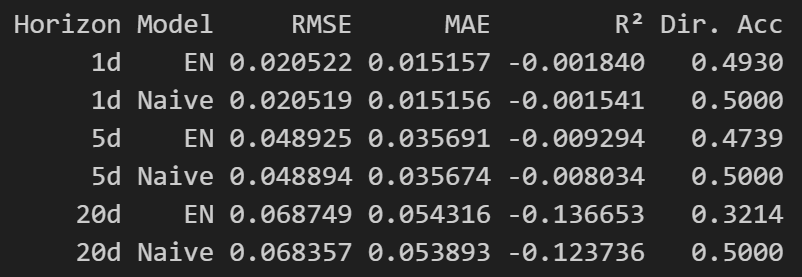 Horizon Model RMSE MAE R² Dir. Acc
1d EN 0.020522 0.015157 -0.001840 0.4930
1d Naive 0.020519 0.015156 -0.001541 0.5000
5d EN 0.048925 0.035691 -0.009294 0.4739
5d Naive 0.048894 0.035674 -0.008034 0.5000
20d EN 0.068749 0.054316 -0.136653 0.3214
20d Naive 0.068357 0.053893 -0.123736 0.5000